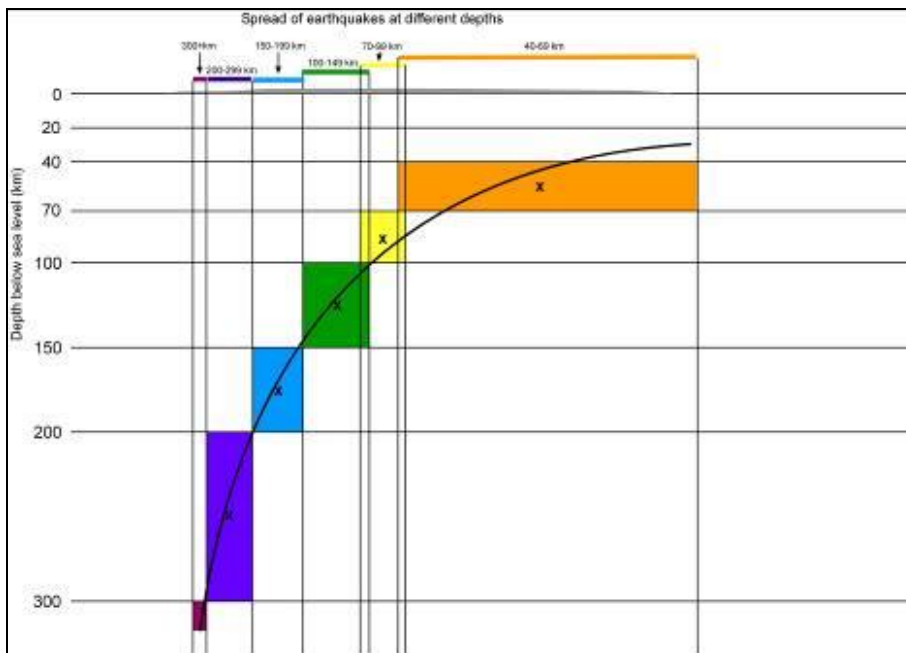 Spread of earthquakes at different depths
300+km
200-299 km
150-199 km
100-149 km
70-99 km
40-69 km
Depth below sea level (km)
0
20
40
70
100
150
200
300
X
X
X
X
X